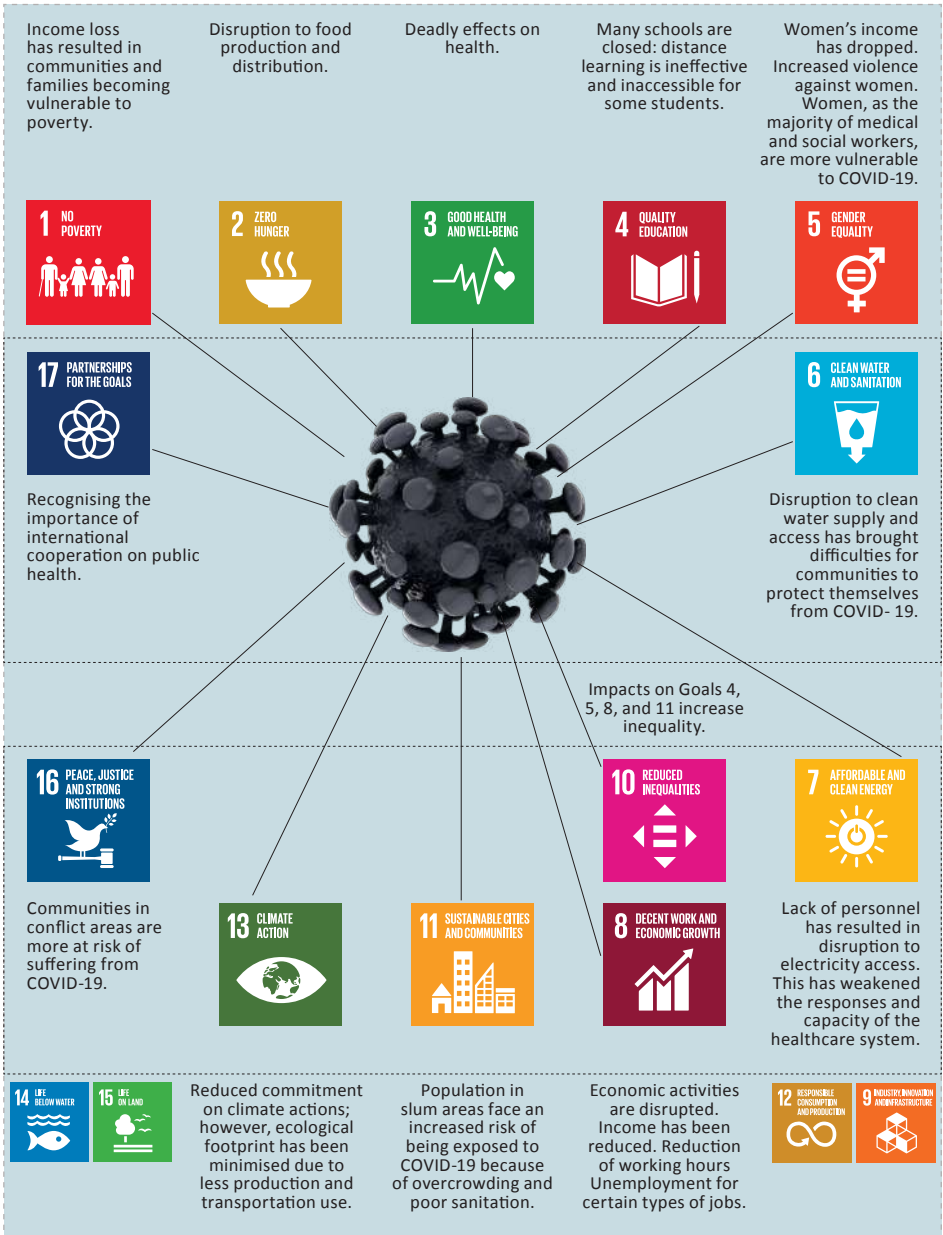 Income loss
has resulted in
communities and
families becoming
vulnerable to
poverty.
Disruption to food
production and
distribution.
Deadly effects on
health.
Many schools are
closed: distance
learning is ineffective
and inaccessible for
some students.
Women’s income
has dropped.
Increased violence
against women.
Women, as the
majority of medical
and social workers,
are more vulnerable
to COVID-19.
1 NO
POVERTY
2 ZERO
HUNGER
3 GOOD HEALTH
AND WELL-BEING
4 QUALITY
EDUCATION
5 GENDER
EQUALITY
17 PARTNERSHIPS
FOR THE GOALS
6 CLEAN WATER
AND SANITATION
Recognising the
importance of
international
cooperation on public
health.
Disruption to clean
water supply and
access has brought
difficulties for
communities to
protect themselves
from COVID- 19.
Impacts on Goals 4,
5, 8, and 11 increase
inequality.
16 PEACE, JUSTICE
AND STRONG
INSTITUTIONS
10 REDUCED
INEQUALITIES
7 AFFORDABLE AND
CLEAN ENERGY
Communities in
conflict areas are
more at risk of
suffering from
COVID-19.
13 CLIMATE
ACTION
11 SUSTAINABLE CITIES
AND COMMUNITIES
8 DECENT WORK AND
ECONOMIC GROWTH
Lack of personnel
has resulted in
disruption to
electricity access.
This has weakened
the responses and
capacity of the
healthcare system.
14 LIFE
BELOW WATER
15 LIFE
ON LAND
Reduced commitment
on climate actions;
however, ecological
footprint has been
minimised due to
less production and
transportation use.
Population in
slum areas face an
increased risk of
being exposed to
COVID-19 because
of overcrowding and
poor sanitation.
Economic activities
are disrupted.
Income has been
reduced. Reduction
of working hours
Unemployment for
certain types of jobs.
12 RESPONSIBLE
CONSUMPTION
AND PRODUCTION
9 INDUSTRY, INNOVATION
AND INFRASTRUCTURE